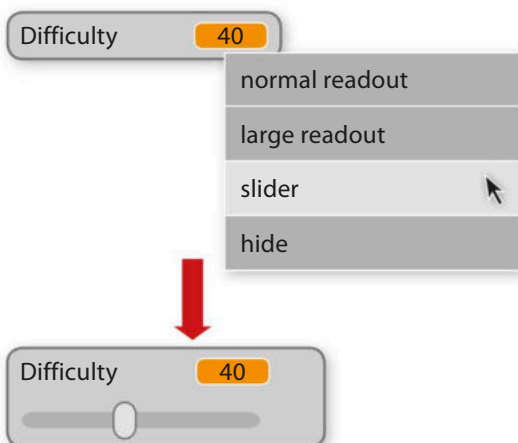 Difficulty 40
normal readout
large readout
slider
hide
Difficulty 40